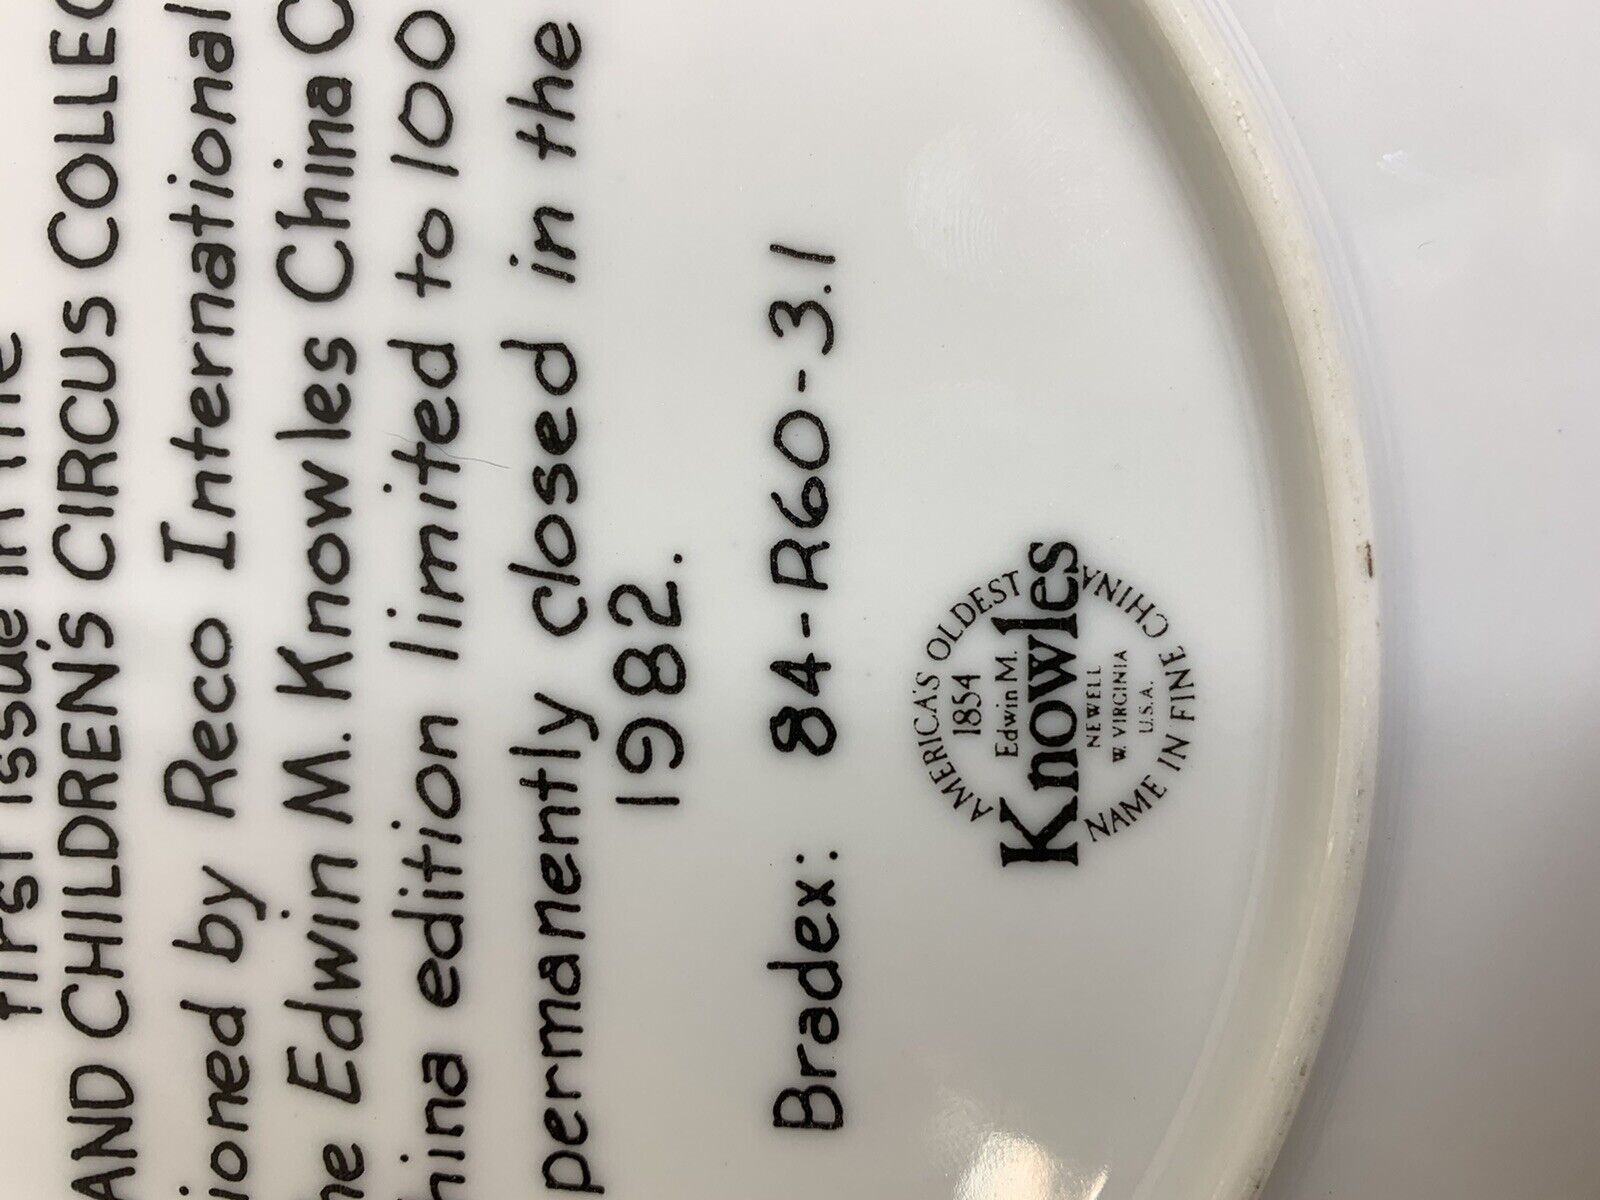 first issue in the
AND CHILDREN'S CIRCUS COLLEC
ioned by Reco International
he Edwin M. Knowles China C
hina edition limited to 100
permanently closed in the
1982.
Bradex: 84-R60-3.1
AMERICA'S OLDEST
1854
Edwin M.
Knowles
NEWELL
W. VIRGINIA
U.S.A.
NAME IN FINE CHINA